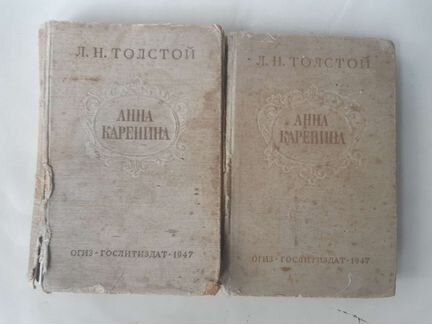 Л. Н. ТОЛСТОЙ
АННА
КАРЕНИНА
ОГИЗ • ГОСЛИТИЗДАТ • 1947
Л. Н. ТОЛСТОЙ
АННА
КАРЕНИНА
ОГИЗ • ГОСЛИТИЗДАТ • 1947